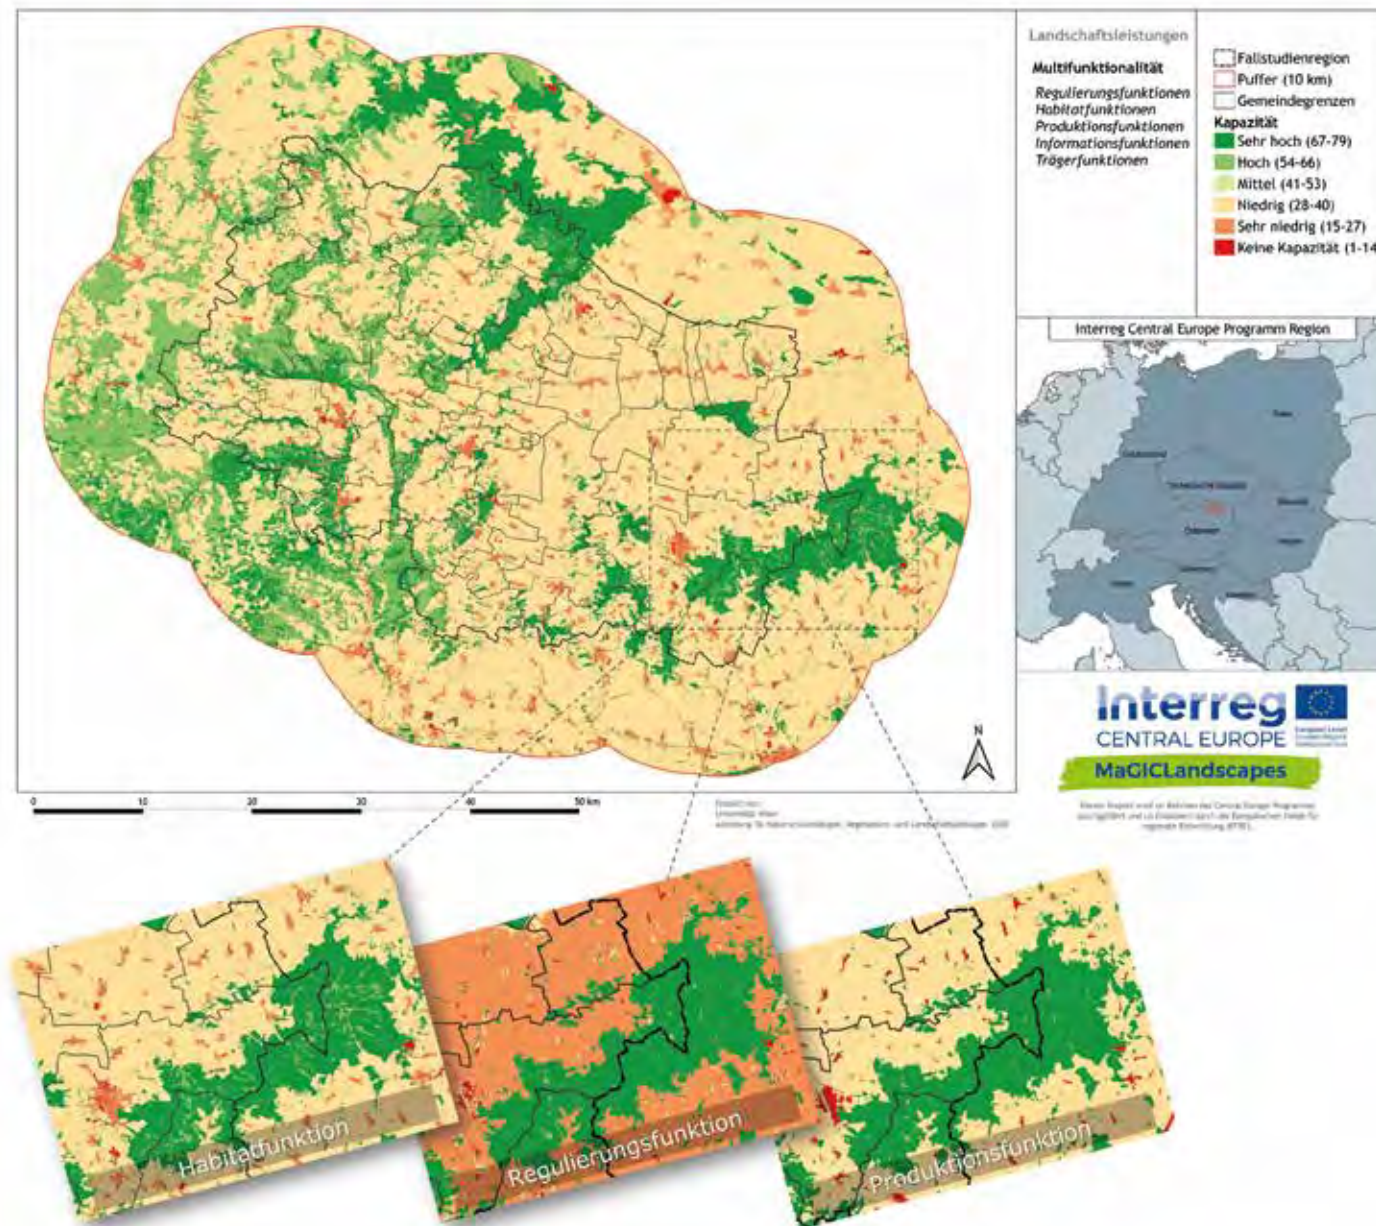 Landschaftsleistungen
Multifunktionalität
Regulierungsfunktionen
Habitatfunktionen
Produktionsfunktionen
Informationsfunktionen
Trägerfunktionen
Fallstudienregion
Puffer (10 km)
Gemeindegrenzen
Kapazität
Sehr hoch (67-79)
Hoch (54-66)
Mittel (41-53)
Niedrig (28-40)
Sehr niedrig (15-27)
Keine Kapazität (1-14
Interreg Central Europe Programm Region
Österreich
N
Interreg
CENTRAL EUROPE
MaGICLandscapes
0 10 20 30 40 50 km
Habitatfunktion
Regulierungsfunktion
Produktionsfunktion